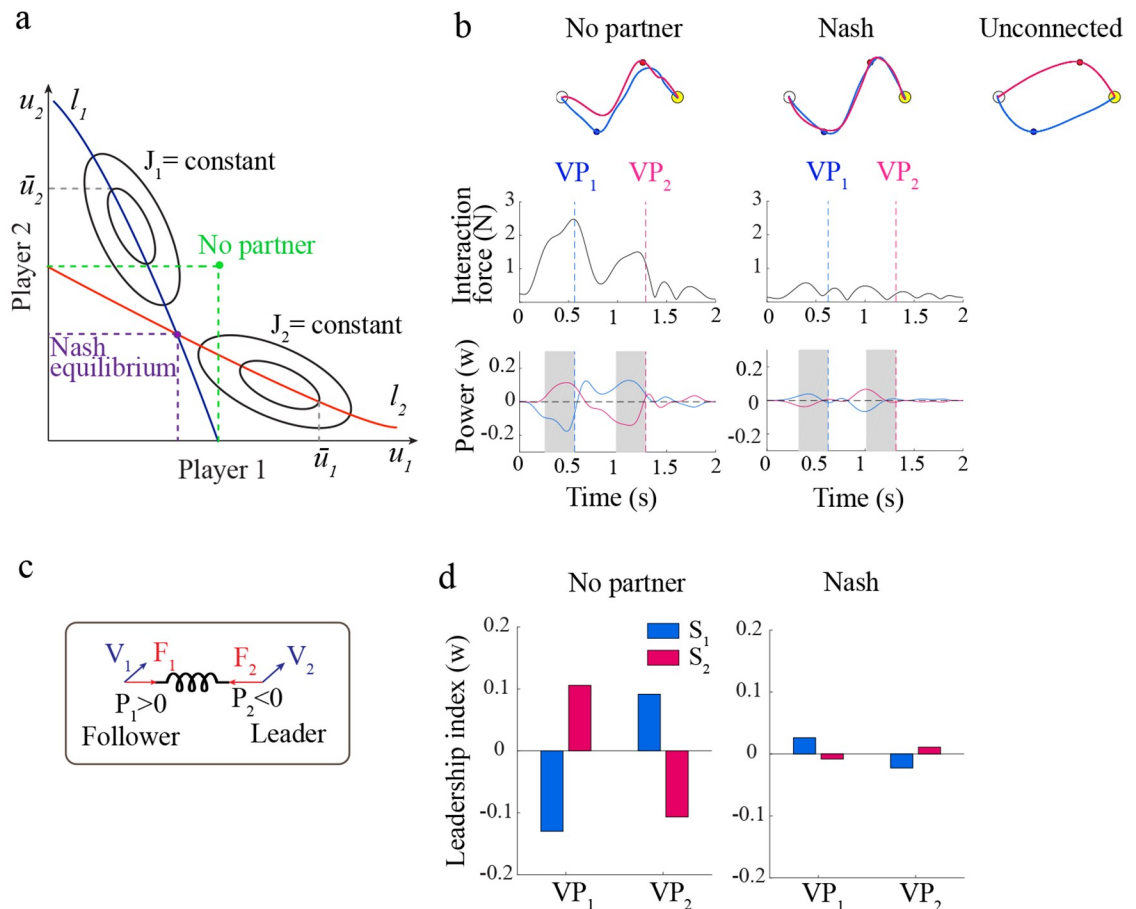 a
u₂
l₁
J₁= constant
ū₂
No partner
Player 2
J₂= constant
Nash
equilibrium
l₂
Player 1
ū₁
u₁
b
No partner
Nash
Unconnected
VP₁
VP₂
VP₁
VP₂
Interaction
force (N)
3
2
1
0
0.5
1
1.5
2
3
2
1
0
0.5
1
1.5
2
Power (w)
0.2
0
-0.2
0
0.5
1
1.5
2
Time (s)
0.2
0
-0.2
0
0.5
1
1.5
2
Time (s)
c
V₁
F₁
F₂
V₂
P₁>0
P₂<0
Follower
Leader
d
No partner
Nash
Leadership index (w)
0.2
0.1
0
-0.1
-0.2
S₁
S₂
VP₁
VP₂
0.2
0.1
0
-0.1
-0.2
VP₁
VP₂